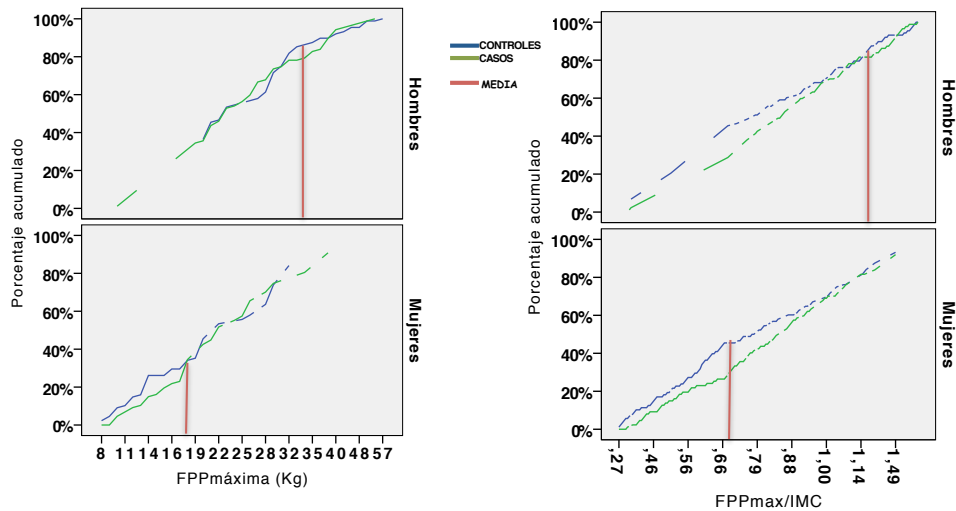 100%
80%
60%
40%
20%
0%
Hombres
100%
80%
60%
40%
20%
0%
Mujeres
Porcentaje acumulado
8 11 14 16 19 22 25 28 32 35 40 48 57
FPPmáxima (Kg)
CONTROLES
CASOS
MEDIA
100%
80%
60%
40%
20%
0%
Hombres
100%
80%
60%
40%
20%
0%
Mujeres
Porcentaje acumulado
,27 ,46 ,56 ,66 ,79 ,88 1,00 1,14 1,49
FPPmax/IMC